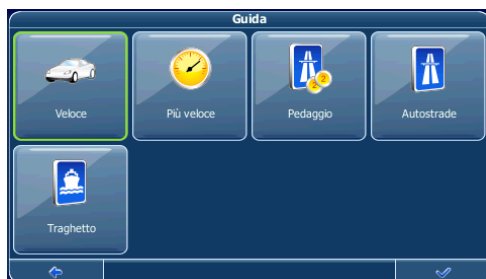 Guida
Veloce
Più veloce
Pedaggio
Autostrade
Traghetto